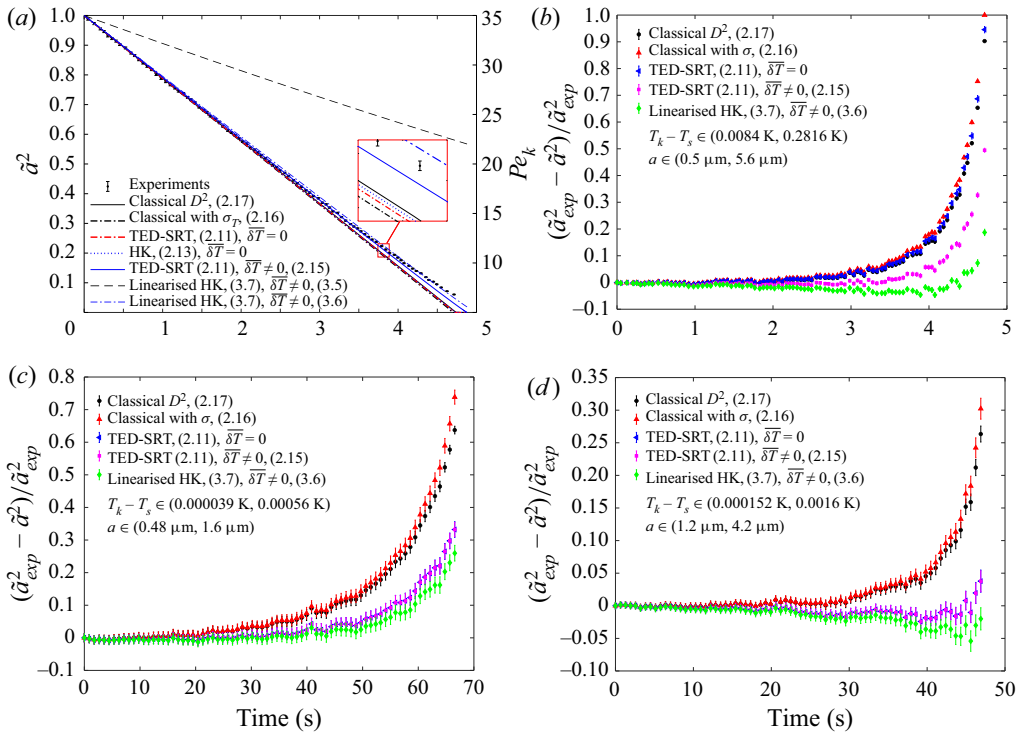 (a)
1.0
0.9
0.8
0.7
0.6
0.5
0.4
0.3
0.2
0.1
ã²
0
1
2
3
4
5
35
30
25
20
15
10
Pe_k
Experiments
Classical D², (2.17)
Classical with σ_T, (2.16)
TED-SRT, (2.11), δT = 0
HK, (2.13), δT = 0
TED-SRT (2.11), δT ≠ 0, (2.15)
Linearised HK, (3.7), δT ≠ 0, (3.5)
Linearised HK, (3.7), δT ≠ 0, (3.6)
(b)
1.0
0.9
0.8
0.7
0.6
0.5
0.4
0.3
0.2
0.1
0
–0.1
(ã²_exp – ã²)/ã²_exp
0
1
2
3
4
5
Classical D², (2.17)
Classical with σ, (2.16)
TED-SRT, (2.11), δT = 0
TED-SRT (2.11), δT ≠ 0, (2.15)
Linearised HK, (3.7), δT ≠ 0, (3.6)
T_k – T_s ∈ (0.0084 K, 0.2816 K)
a ∈ (0.5 μm, 5.6 μm)
(c)
0.8
0.7
0.6
0.5
0.4
0.3
0.2
0.1
0
–0.1
(ã²_exp – ã²)/ã²_exp
0
10
20
30
40
50
60
70
Time (s)
Classical D², (2.17)
Classical with σ, (2.16)
TED-SRT, (2.11), δT = 0
TED-SRT (2.11), δT ≠ 0, (2.15)
Linearised HK, (3.7), δT ≠ 0, (3.6)
T_k – T_s ∈ (0.000039 K, 0.00056 K)
a ∈ (0.48 μm, 1.6 μm)
(d)
0.35
0.30
0.25
0.20
0.15
0.10
0.05
0
–0.05
–0.10
(ã²_exp – ã²)/ã²_exp
0
10
20
30
40
50
Time (s)
Classical D², (2.17)
Classical with σ, (2.16)
TED-SRT, (2.11), δT = 0
TED-SRT (2.11), δT ≠ 0, (2.15)
Linearised HK, (3.7), δT ≠ 0, (3.6)
T_k – T_s ∈ (0.000152 K, 0.0016 K)
a ∈ (1.2 μm, 4.2 μm)